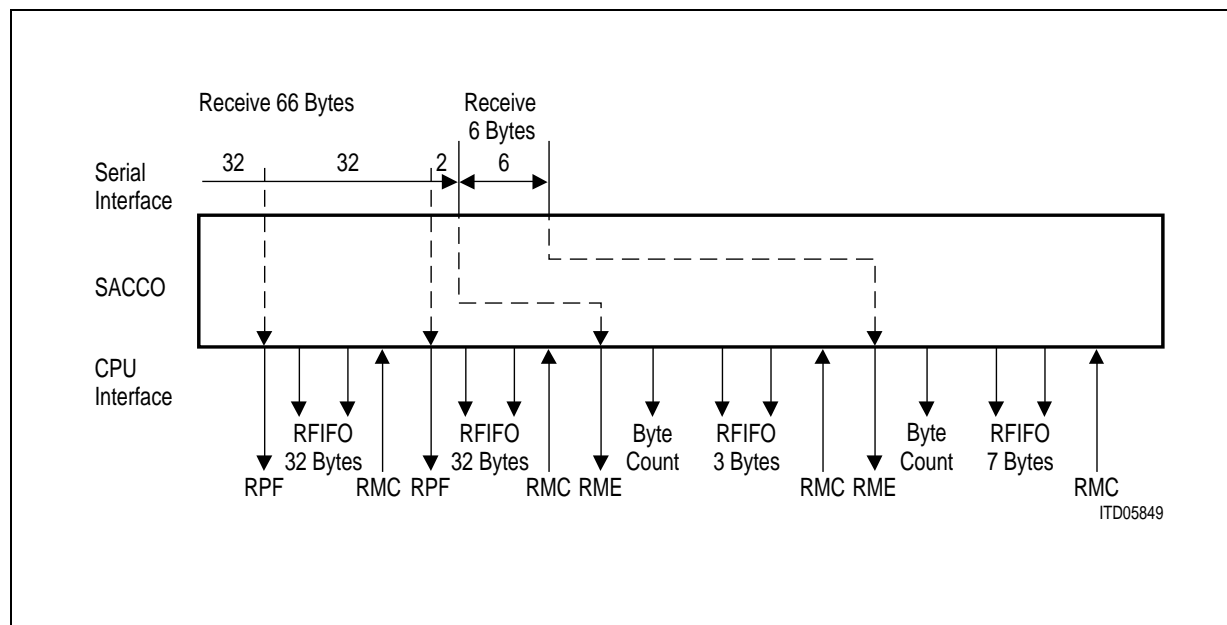 Receive 66 Bytes
Receive
6 Bytes
32 32 2 6
Serial
Interface
SACCO
CPU
Interface
RFIFO
32 Bytes
RFIFO
32 Bytes
Byte
Count
RFIFO
3 Bytes
Byte
Count
RFIFO
7 Bytes
RPF RMC RPF RMC RME RMC RME RMC
ITD05849